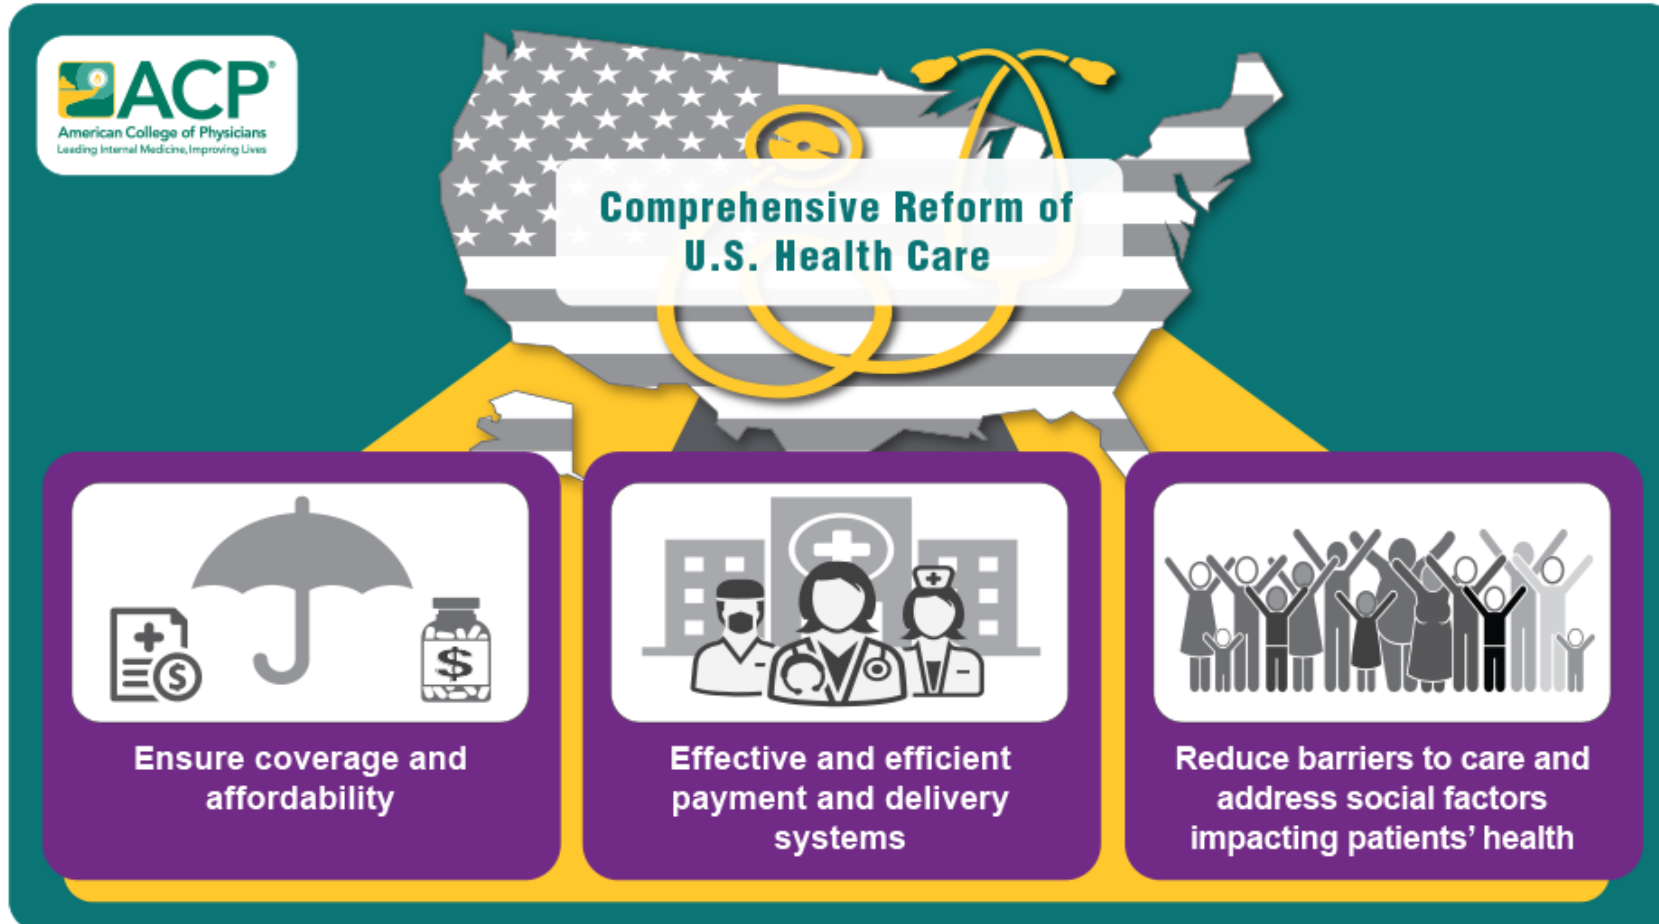 ACP®
American College of Physicians
Leading Internal Medicine, Improving Lives
Comprehensive Reform of
U.S. Health Care
$
$
Ensure coverage and
affordability
Effective and efficient
payment and delivery
systems
Reduce barriers to care and
address social factors
impacting patients’ health